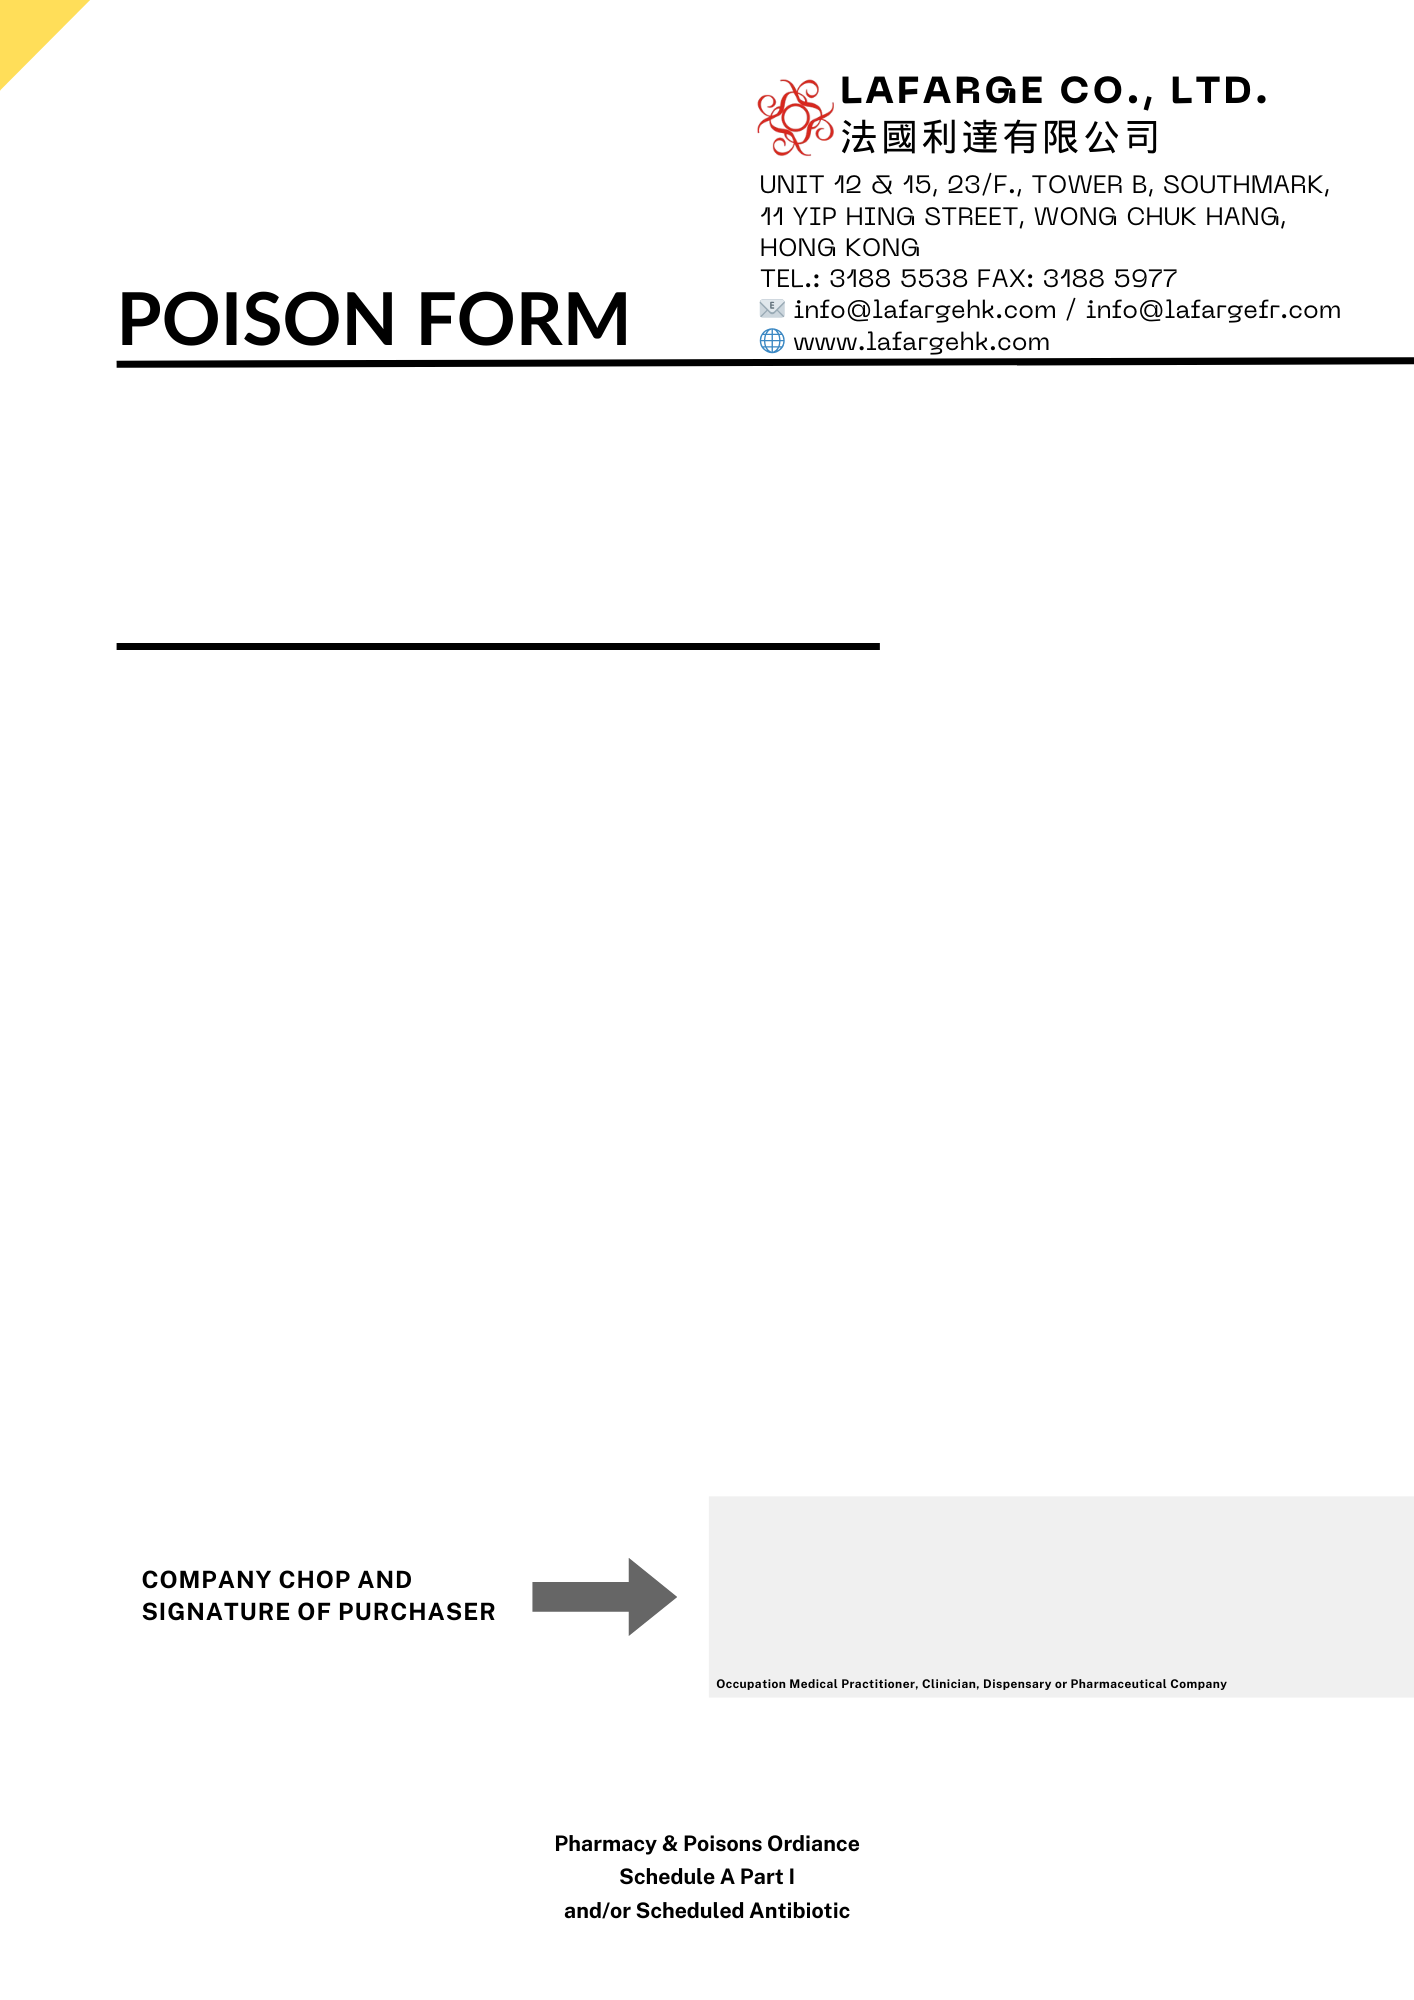 LAFARGE CO., LTD.
法國利達有限公司
UNIT 12 & 15, 23/F., TOWER B, SOUTHMARK,
11 YIP HING STREET, WONG CHUK HANG,
HONG KONG
TEL.: 3188 5538 FAX: 3188 5977
info@lafargehk.com / info@lafargefr.com
www.lafargehk.com
POISON FORM
COMPANY CHOP AND
SIGNATURE OF PURCHASER
Occupation Medical Practitioner, Clinician, Dispensary or Pharmaceutical Company
Pharmacy & Poisons Ordiance
Schedule A Part I
and/or Scheduled Antibiotic